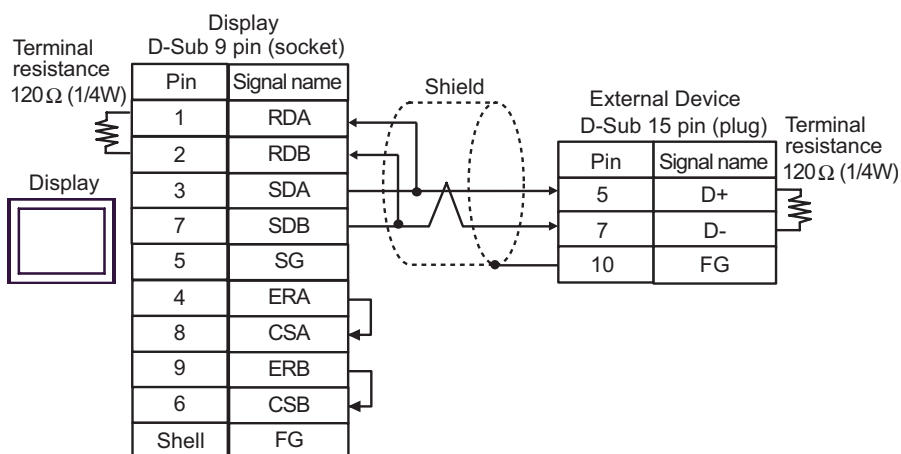 Display
D-Sub 9 pin (socket)
Terminal
resistance
120Ω (1/4W)
Pin Signal name
1 RDA
2 RDB
3 SDA
7 SDB
5 SG
4 ERA
8 CSA
9 ERB
6 CSB
Shell FG
Display
Shield
External Device
D-Sub 15 pin (plug)
Pin Signal name
5 D+
7 D-
10 FG
Terminal
resistance
120Ω (1/4W)